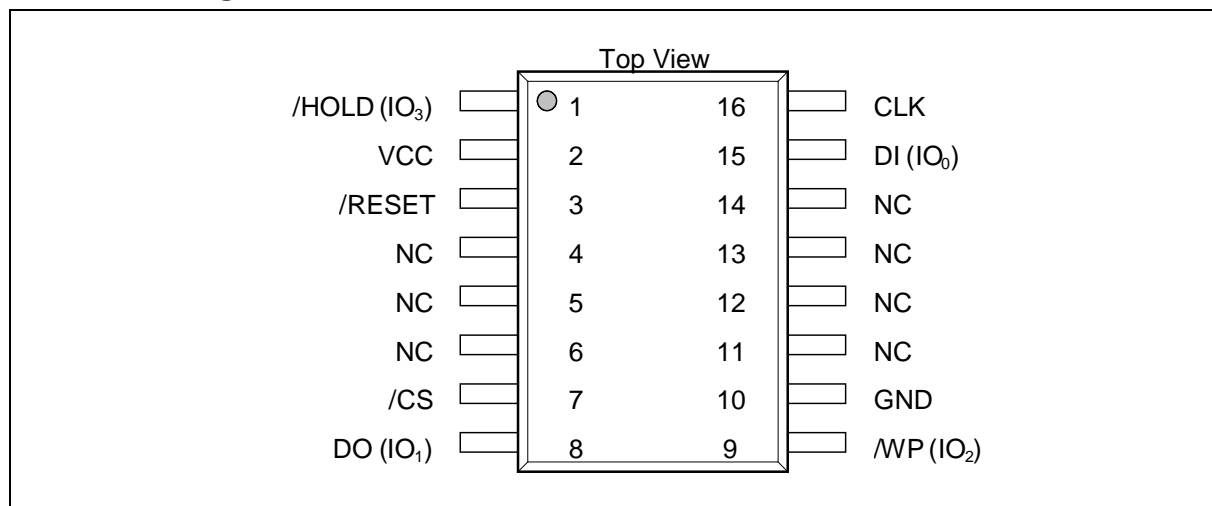 Top View
/HOLD (IO₃) 1 16 CLK
VCC 2 15 DI (IO₀)
/RESET 3 14 NC
NC 4 13 NC
NC 5 12 NC
NC 6 11 NC
/CS 7 10 GND
DO (IO₁) 8 9 /WP (IO₂)